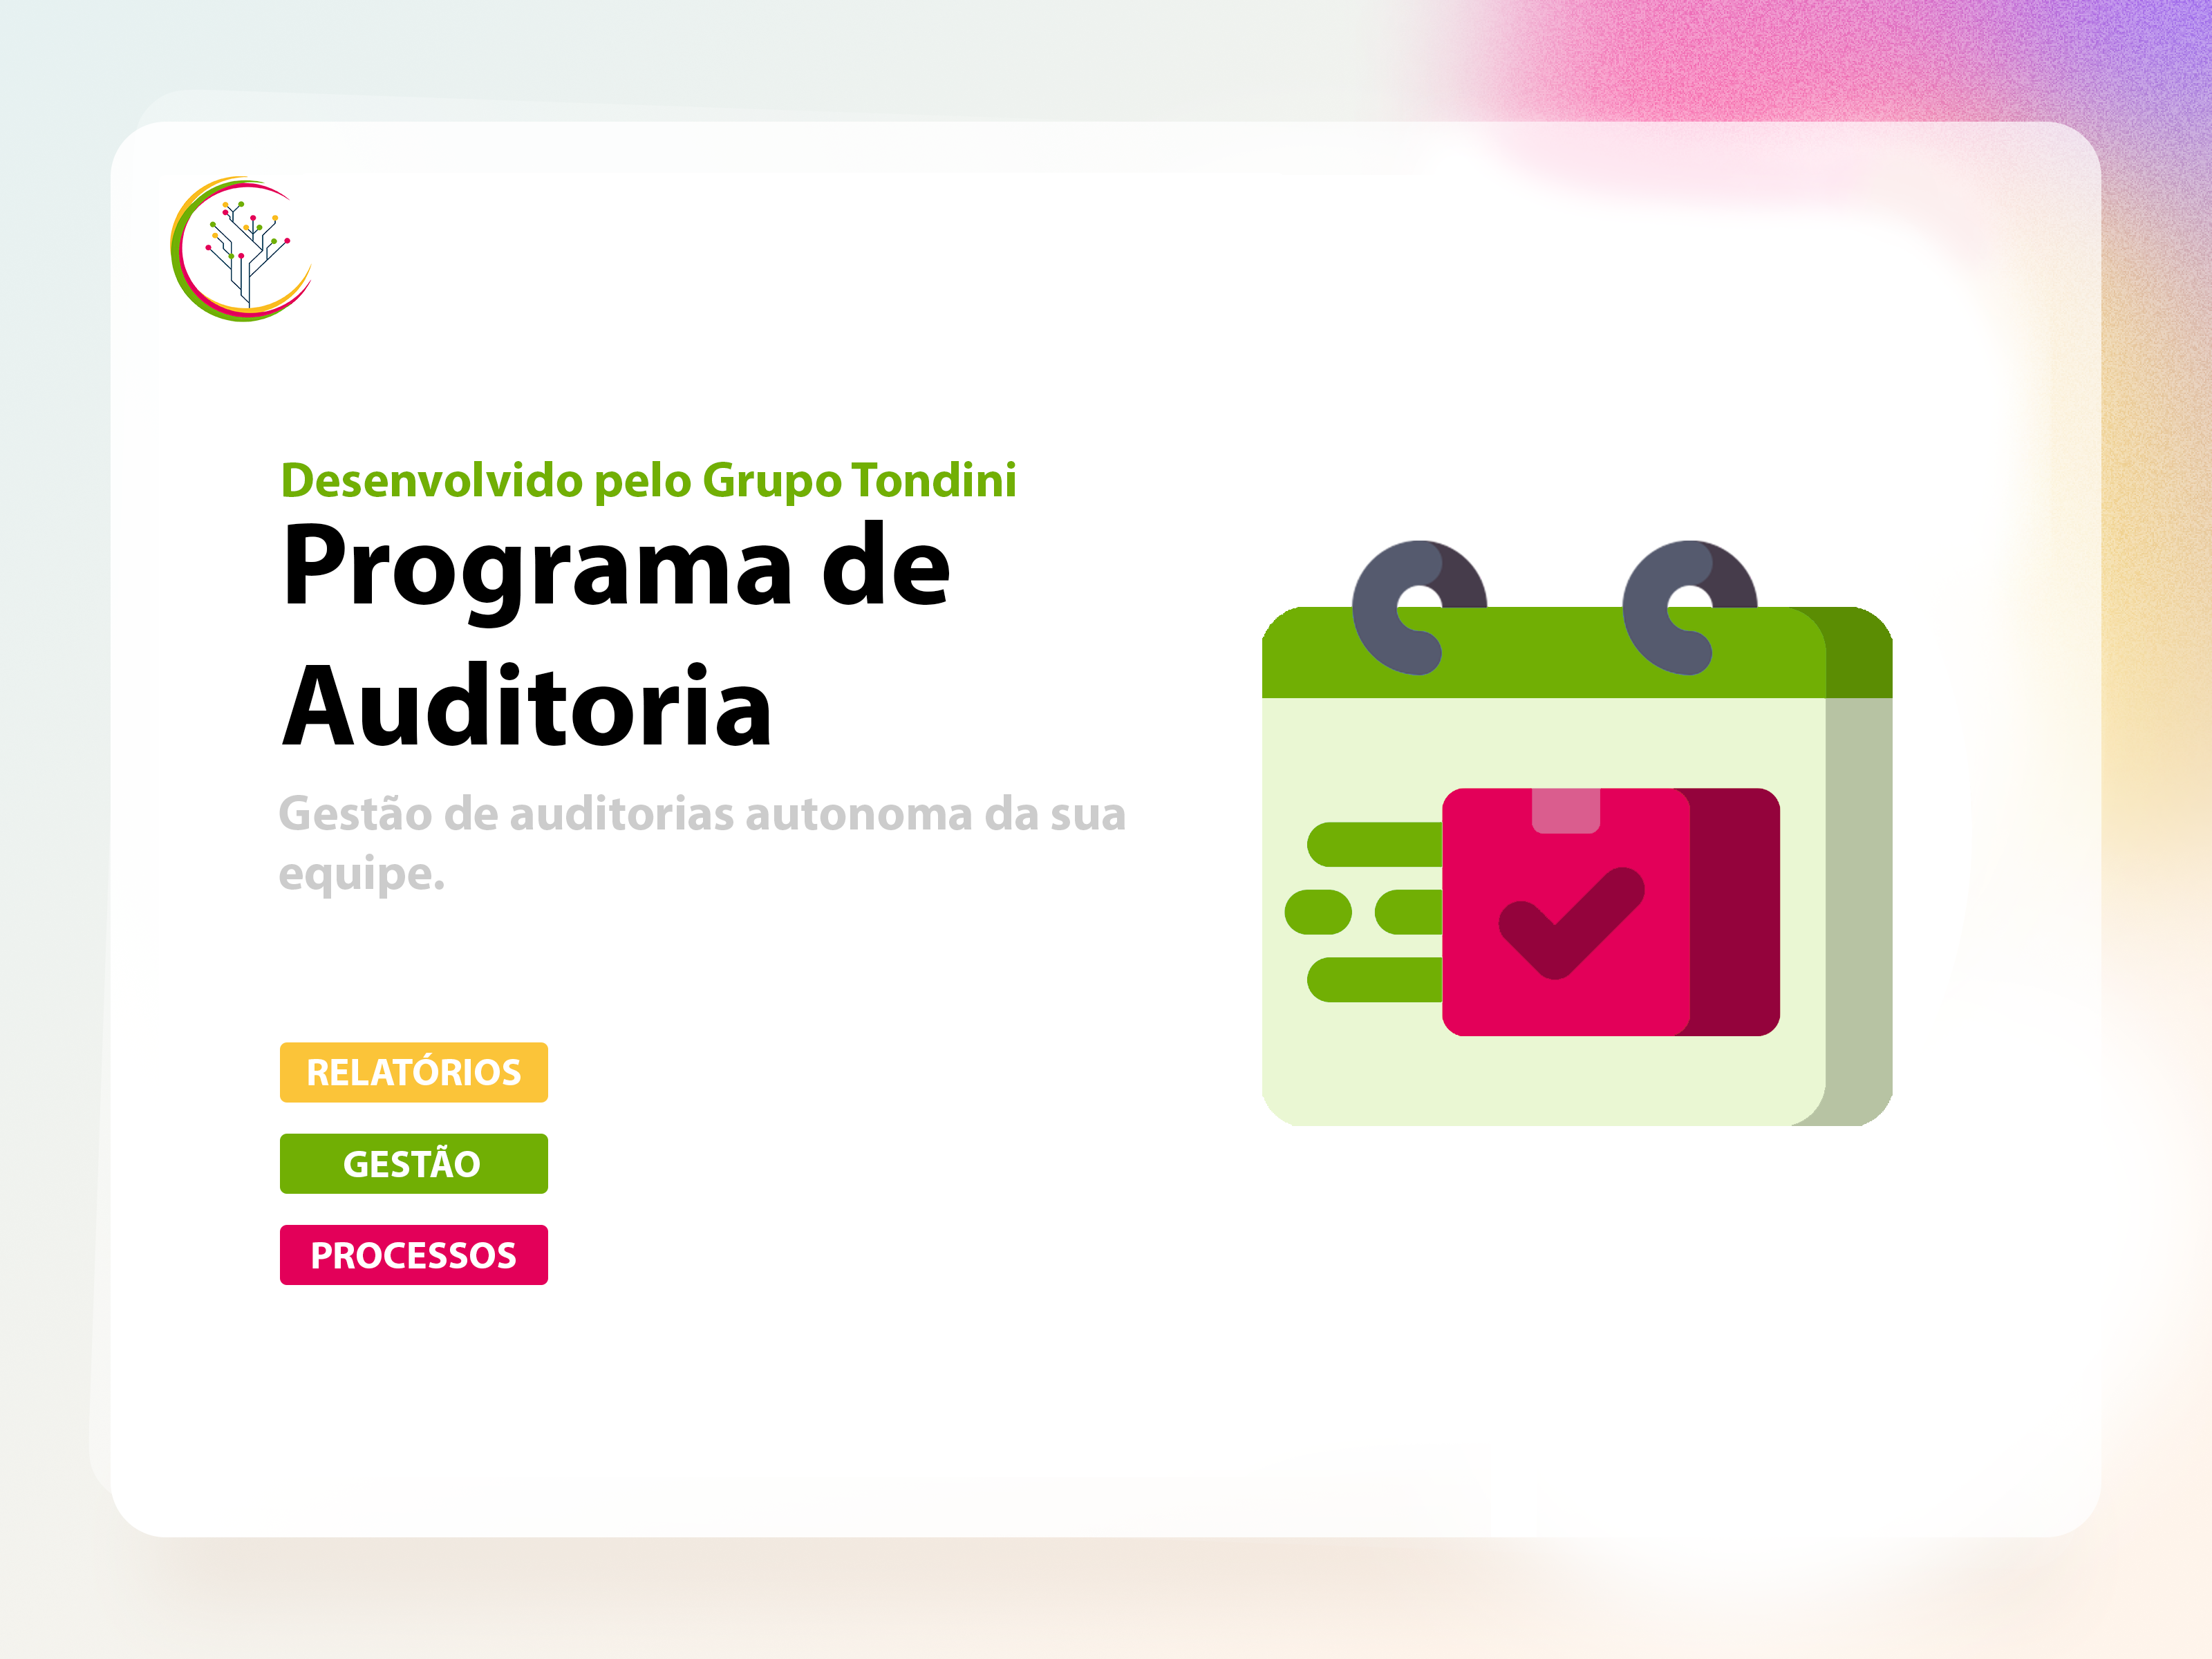 Desenvolvido pelo Grupo Tondini
Programa de
Auditoria
Gestão de auditorias autonoma da sua
equipe.
RELATÓRIOS
GESTÃO
PROCESSOS